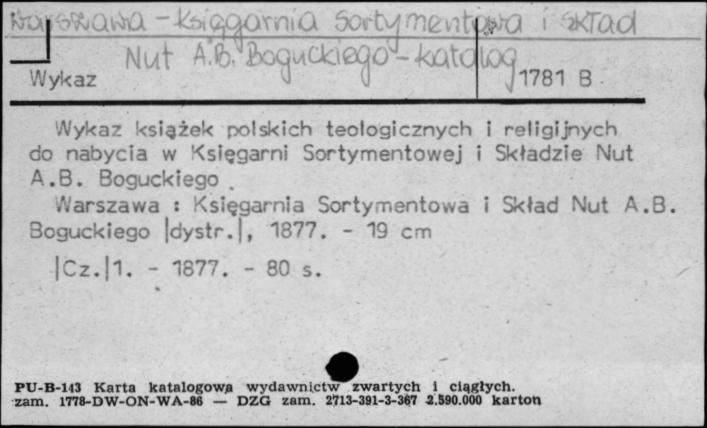 Warszawa - Księgarnia Sortymentowa i Skład
Nut A.B. Boguckiego - katalog
Wykaz
1781 B
Wykaz książek polskich teologicznych i religijnych
do nabycia w Księgarni Sortymentowej i Składzie Nut
A.B. Boguckiego.
Warszawa : Księgarnia Sortymentowa i Skład Nut A.B.
Boguckiego |dystr.|, 1877. - 19 cm
|Cz.|1. - 1877. - 80 s.
PU-B-143 Karta katalogowa wydawnictw zwartych i ciągłych.
zam. 1778-DW-ON-WA-86 — DZG zam. 2713-391-3-367 2.590.000 karton